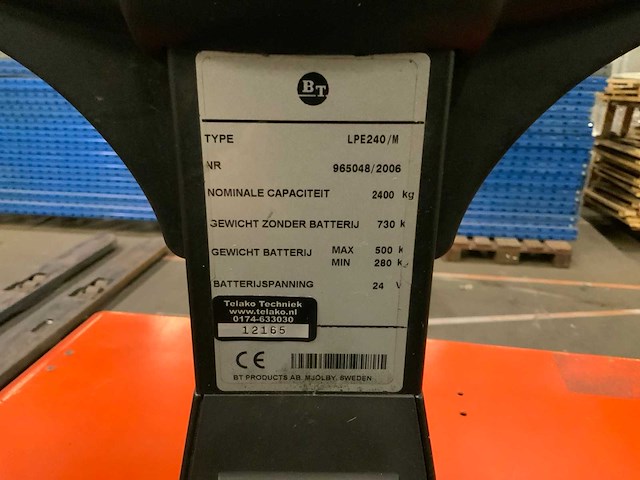 BT
TYPE LPE240/M
NR 965048/2006
NOMINALE CAPACITEIT 2400 kg
GEWICHT ZONDER BATTERIJ 730 k
GEWICHT BATTERIJ MAX 500 k
MIN 280 kg
BATTERIJSPANNING 24 V
Telako Techniek
www.telako.nl
0174-633030
12165
CE
BT PRODUCTS AB MJÖLBY, SWEDEN